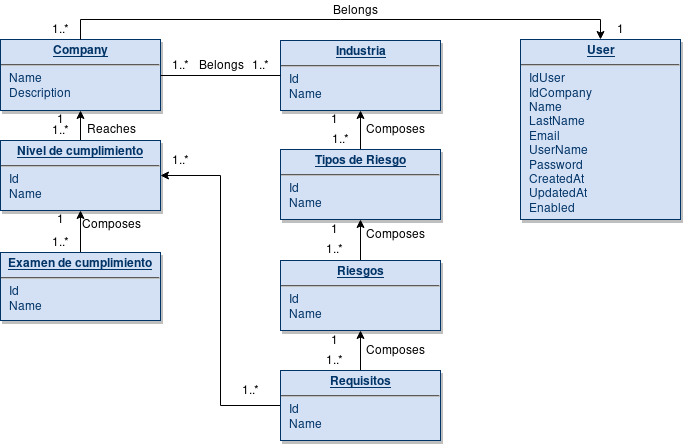 Belongs
1..*
1
Company
Name
Description
1..*
Belongs
1..*
Industria
Id
Name
User
IdUser
IdCompany
Name
LastName
Email
UserName
Password
CreatedAt
UpdatedAt
Enabled
1
1..*
Reaches
1
1..*
Composes
Nivel de cumplimiento
Id
Name
1..*
Tipos de Riesgo
Id
Name
1
1..*
Composes
1
1..*
Composes
Examen de cumplimiento
Id
Name
Riesgos
Id
Name
1
1..*
Composes
1..*
Requisitos
Id
Name